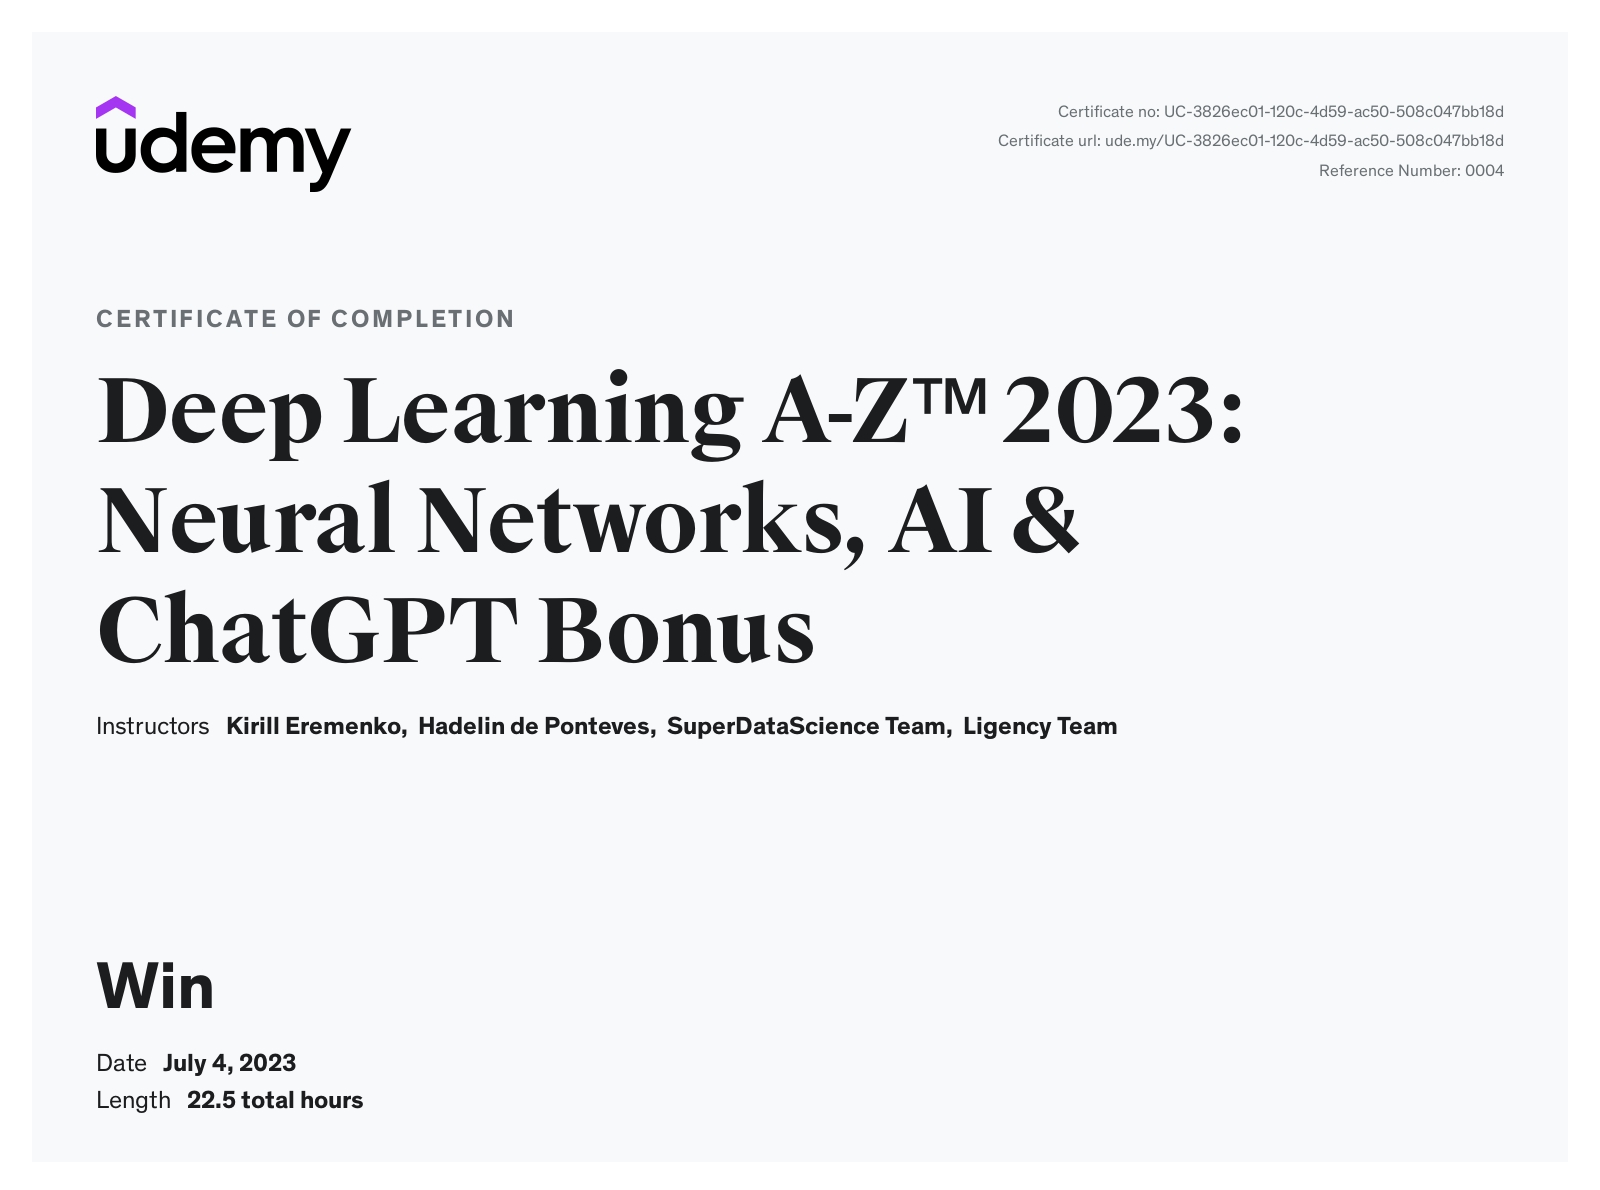 udemy
Certificate no: UC-3826ec01-120c-4d59-ac50-508c047bb18d
Certificate url: ude.my/UC-3826ec01-120c-4d59-ac50-508c047bb18d
Reference Number: 0004
CERTIFICATE OF COMPLETION
Deep Learning A-Z™ 2023:
Neural Networks, AI &
ChatGPT Bonus
Instructors Kirill Eremenko, Hadelin de Ponteves, SuperDataScience Team, Ligency Team
Win
Date July 4, 2023
Length 22.5 total hours